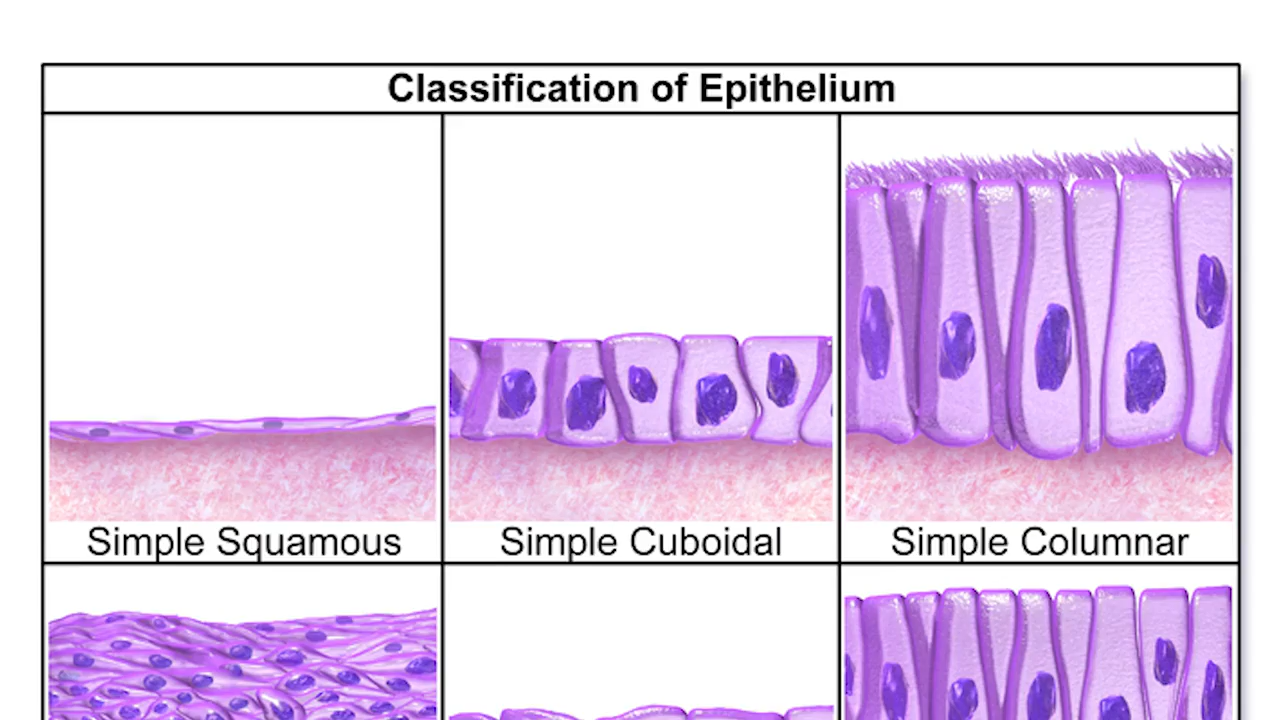 Classification of Epithelium
Simple Squamous
Simple Cuboidal
Simple Columnar